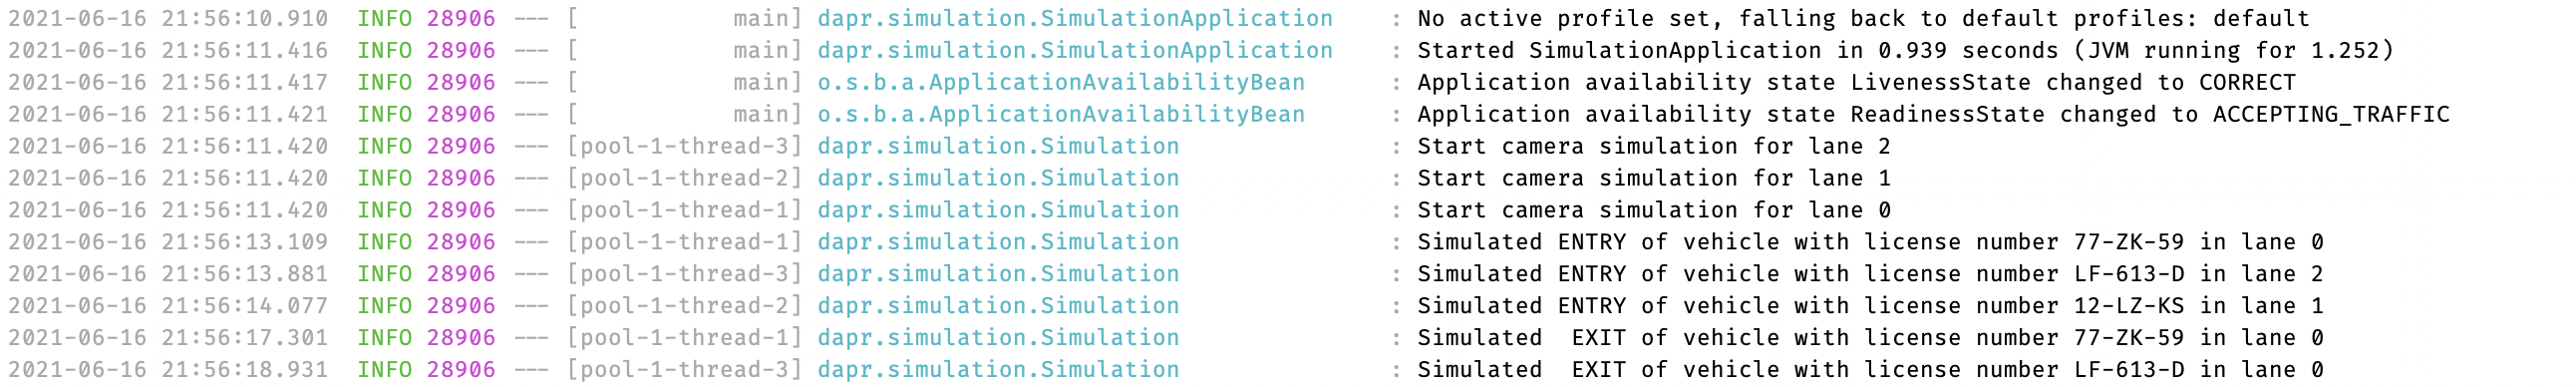 2021-06-16 21:56:10.910  INFO 28906 --- [           main] dapr.simulation.SimulationApplication    : No active profile set, falling back to default profiles: default
2021-06-16 21:56:11.416  INFO 28906 --- [           main] dapr.simulation.SimulationApplication    : Started SimulationApplication in 0.939 seconds (JVM running for 1.252)
2021-06-16 21:56:11.417  INFO 28906 --- [           main] o.s.b.a.ApplicationAvailabilityBean      : Application availability state LivenessState changed to CORRECT
2021-06-16 21:56:11.421  INFO 28906 --- [           main] o.s.b.a.ApplicationAvailabilityBean      : Application availability state ReadinessState changed to ACCEPTING_TRAFFIC
2021-06-16 21:56:11.420  INFO 28906 --- [pool-1-thread-3] dapr.simulation.Simulation               : Start camera simulation for lane 2
2021-06-16 21:56:11.420  INFO 28906 --- [pool-1-thread-2] dapr.simulation.Simulation               : Start camera simulation for lane 1
2021-06-16 21:56:11.420  INFO 28906 --- [pool-1-thread-1] dapr.simulation.Simulation               : Start camera simulation for lane 0
2021-06-16 21:56:13.109  INFO 28906 --- [pool-1-thread-1] dapr.simulation.Simulation               : Simulated ENTRY of vehicle with license number 77-ZK-59 in lane 0
2021-06-16 21:56:13.881  INFO 28906 --- [pool-1-thread-3] dapr.simulation.Simulation               : Simulated ENTRY of vehicle with license number LF-613-D in lane 2
2021-06-16 21:56:14.077  INFO 28906 --- [pool-1-thread-2] dapr.simulation.Simulation               : Simulated ENTRY of vehicle with license number 12-LZ-KS in lane 1
2021-06-16 21:56:17.301  INFO 28906 --- [pool-1-thread-1] dapr.simulation.Simulation               : Simulated  EXIT of vehicle with license number 77-ZK-59 in lane 0
2021-06-16 21:56:18.931  INFO 28906 --- [pool-1-thread-3] dapr.simulation.Simulation               : Simulated  EXIT of vehicle with license number LF-613-D in lane 0